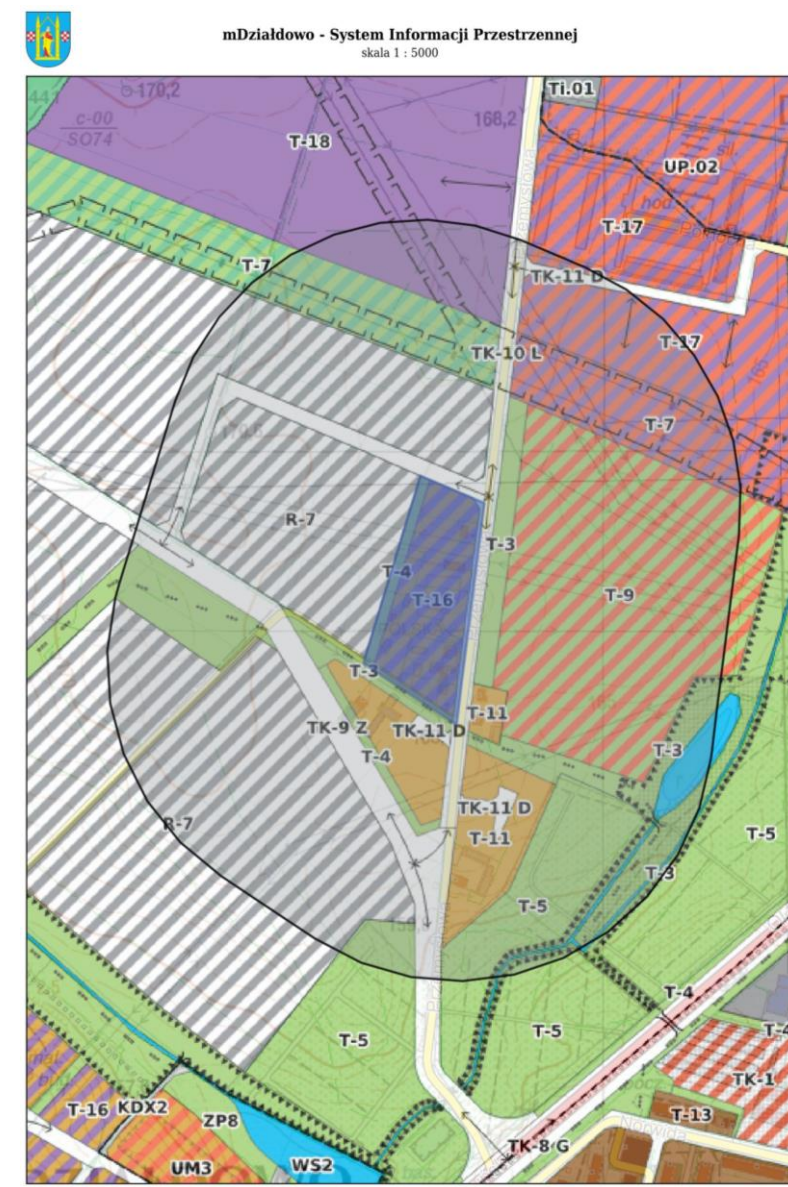 mDziałdowo - System Informacji Przestrzennej
skala 1 : 5000
Ti.01
170,2
c-00
SO74
168,2
T-18
UP.02
T-17
T-7
TK-11 D
TK-10 L
T-17
T-7
R-7
T-3
T-4
T-16
T-9
T-3
T-11
TK-9 Z
TK-11 D
T-4
T-3
TK-11 D
R-7
T-11
T-5
T-3
T-5
T-4
T-5
T-5
T-4
TK-1
T-16
KDX2
ZP8
T-13
TK-8 G
UM3
WS2